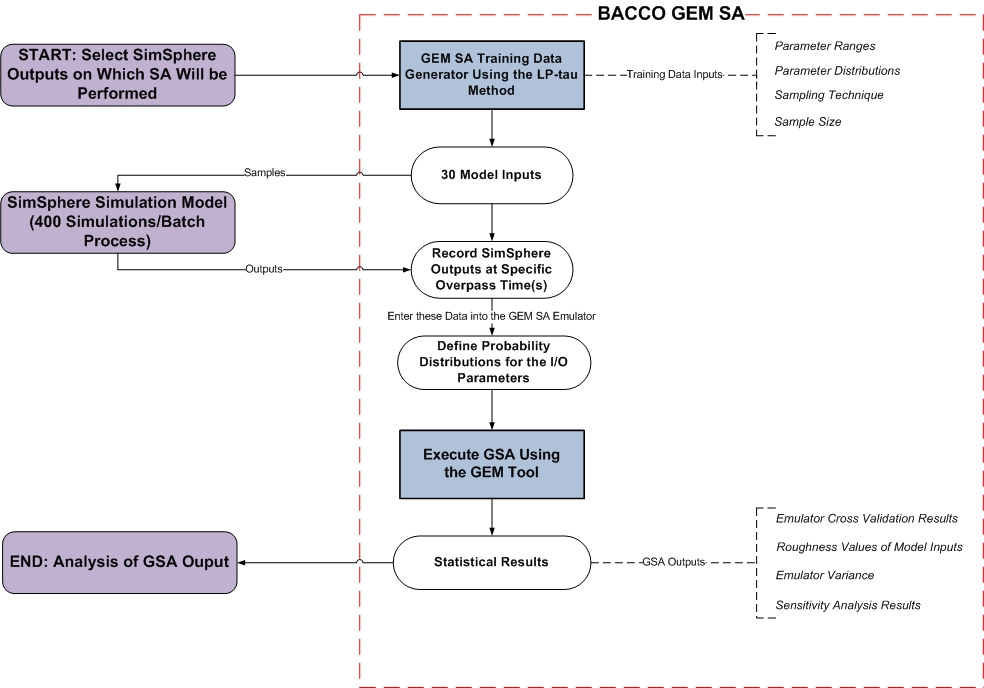 BACCO GEM SA
START: Select SimSphere
Outputs on Which SA Will be
Performed
GEM SA Training Data
Generator Using the LP-tau
Method
Training Data Inputs
Parameter Ranges
Parameter Distributions
Sampling Technique
Sample Size
30 Model Inputs
Samples
SimSphere Simulation Model
(400 Simulations/Batch
Process)
Outputs
Record SimSphere
Outputs at Specific
Overpass Time(s)
Enter these Data into the GEM SA Emulator
Define Probability
Distributions for the I/O
Parameters
Execute GSA Using
the GEM Tool
Statistical Results
GSA Outputs
Emulator Cross Validation Results
Roughness Values of Model Inputs
Emulator Variance
Sensitivity Analysis Results
END: Analysis of GSA Ouput